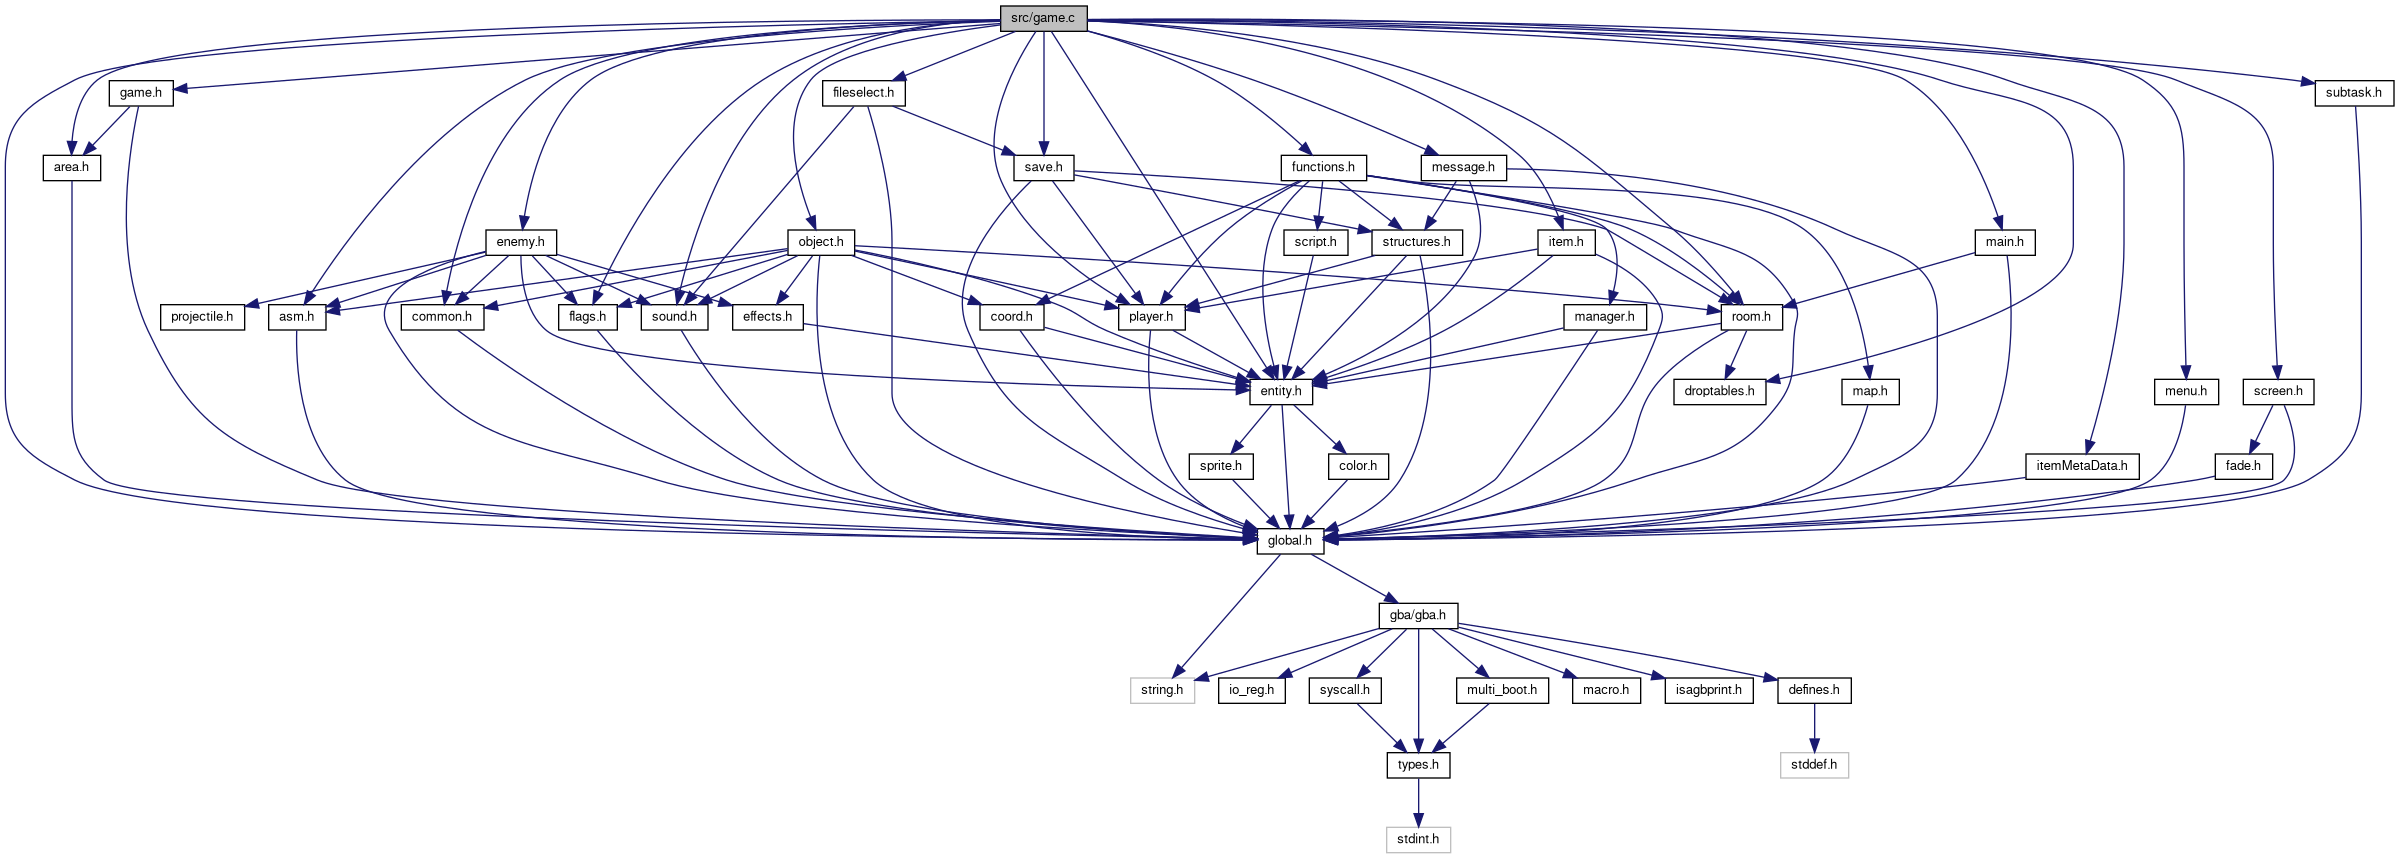 src/game.c
game.h
fileselect.h
subtask.h
area.h
save.h
functions.h
message.h
enemy.h
object.h
script.h
structures.h
item.h
main.h
projectile.h
asm.h
common.h
flags.h
sound.h
effects.h
coord.h
player.h
manager.h
room.h
entity.h
droptables.h
map.h
menu.h
screen.h
sprite.h
color.h
itemMetaData.h
fade.h
global.h
gba/gba.h
string.h
io_reg.h
syscall.h
multi_boot.h
macro.h
isagbprint.h
defines.h
types.h
stddef.h
stdint.h